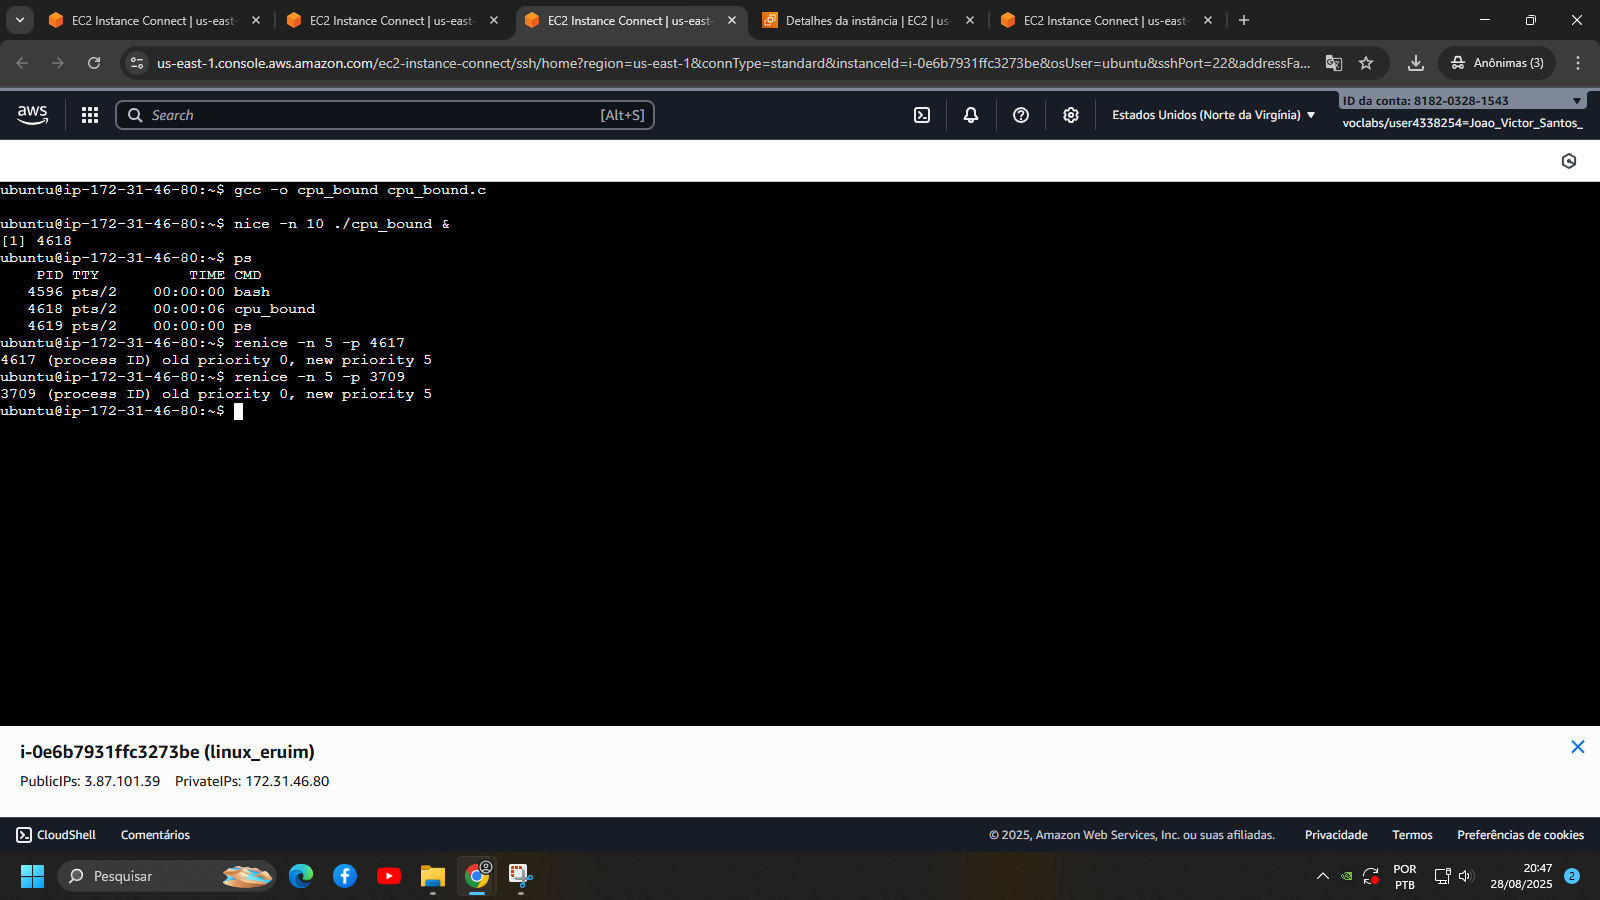 EC2 Instance Connect | us-east-
EC2 Instance Connect | us-east-
EC2 Instance Connect | us-east-
Detalhes da instância | EC2 | us-
EC2 Instance Connect | us-east-
us-east-1.console.aws.amazon.com/ec2-instance-connect/ssh/home?region=us-east-1&connType=standard&instanceId=i-0e6b7931ffc3273be&osUser=ubuntu&sshPort=22&addressFa...
Anônimas (3)
aws
Search
[Alt+S]
Estados Unidos (Norte da Virgínia)
ID da conta: 8182-0328-1543
voclabs/user4338254=Joao_Victor_Santos_
ubuntu@ip-172-31-46-80:~$ gcc -o cpu_bound cpu_bound.c
ubuntu@ip-172-31-46-80:~$ nice -n 10 ./cpu_bound &
[1] 4618
ubuntu@ip-172-31-46-80:~$ ps
PID TTY          TIME CMD
4596 pts/2    00:00:00 bash
4618 pts/2    00:00:06 cpu_bound
4619 pts/2    00:00:00 ps
ubuntu@ip-172-31-46-80:~$ renice -n 5 -p 4617
4617 (process ID) old priority 0, new priority 5
ubuntu@ip-172-31-46-80:~$ renice -n 5 -p 3709
3709 (process ID) old priority 0, new priority 5
ubuntu@ip-172-31-46-80:~$
i-0e6b7931ffc3273be (linux_eruim)
PublicIPs: 3.87.101.39 PrivateIPs: 172.31.46.80
CloudShell
Comentários
© 2025, Amazon Web Services, Inc. ou suas afiliadas.
Privacidade
Termos
Preferências de cookies
Pesquisar
POR
PTB
20:47
28/08/2025
2